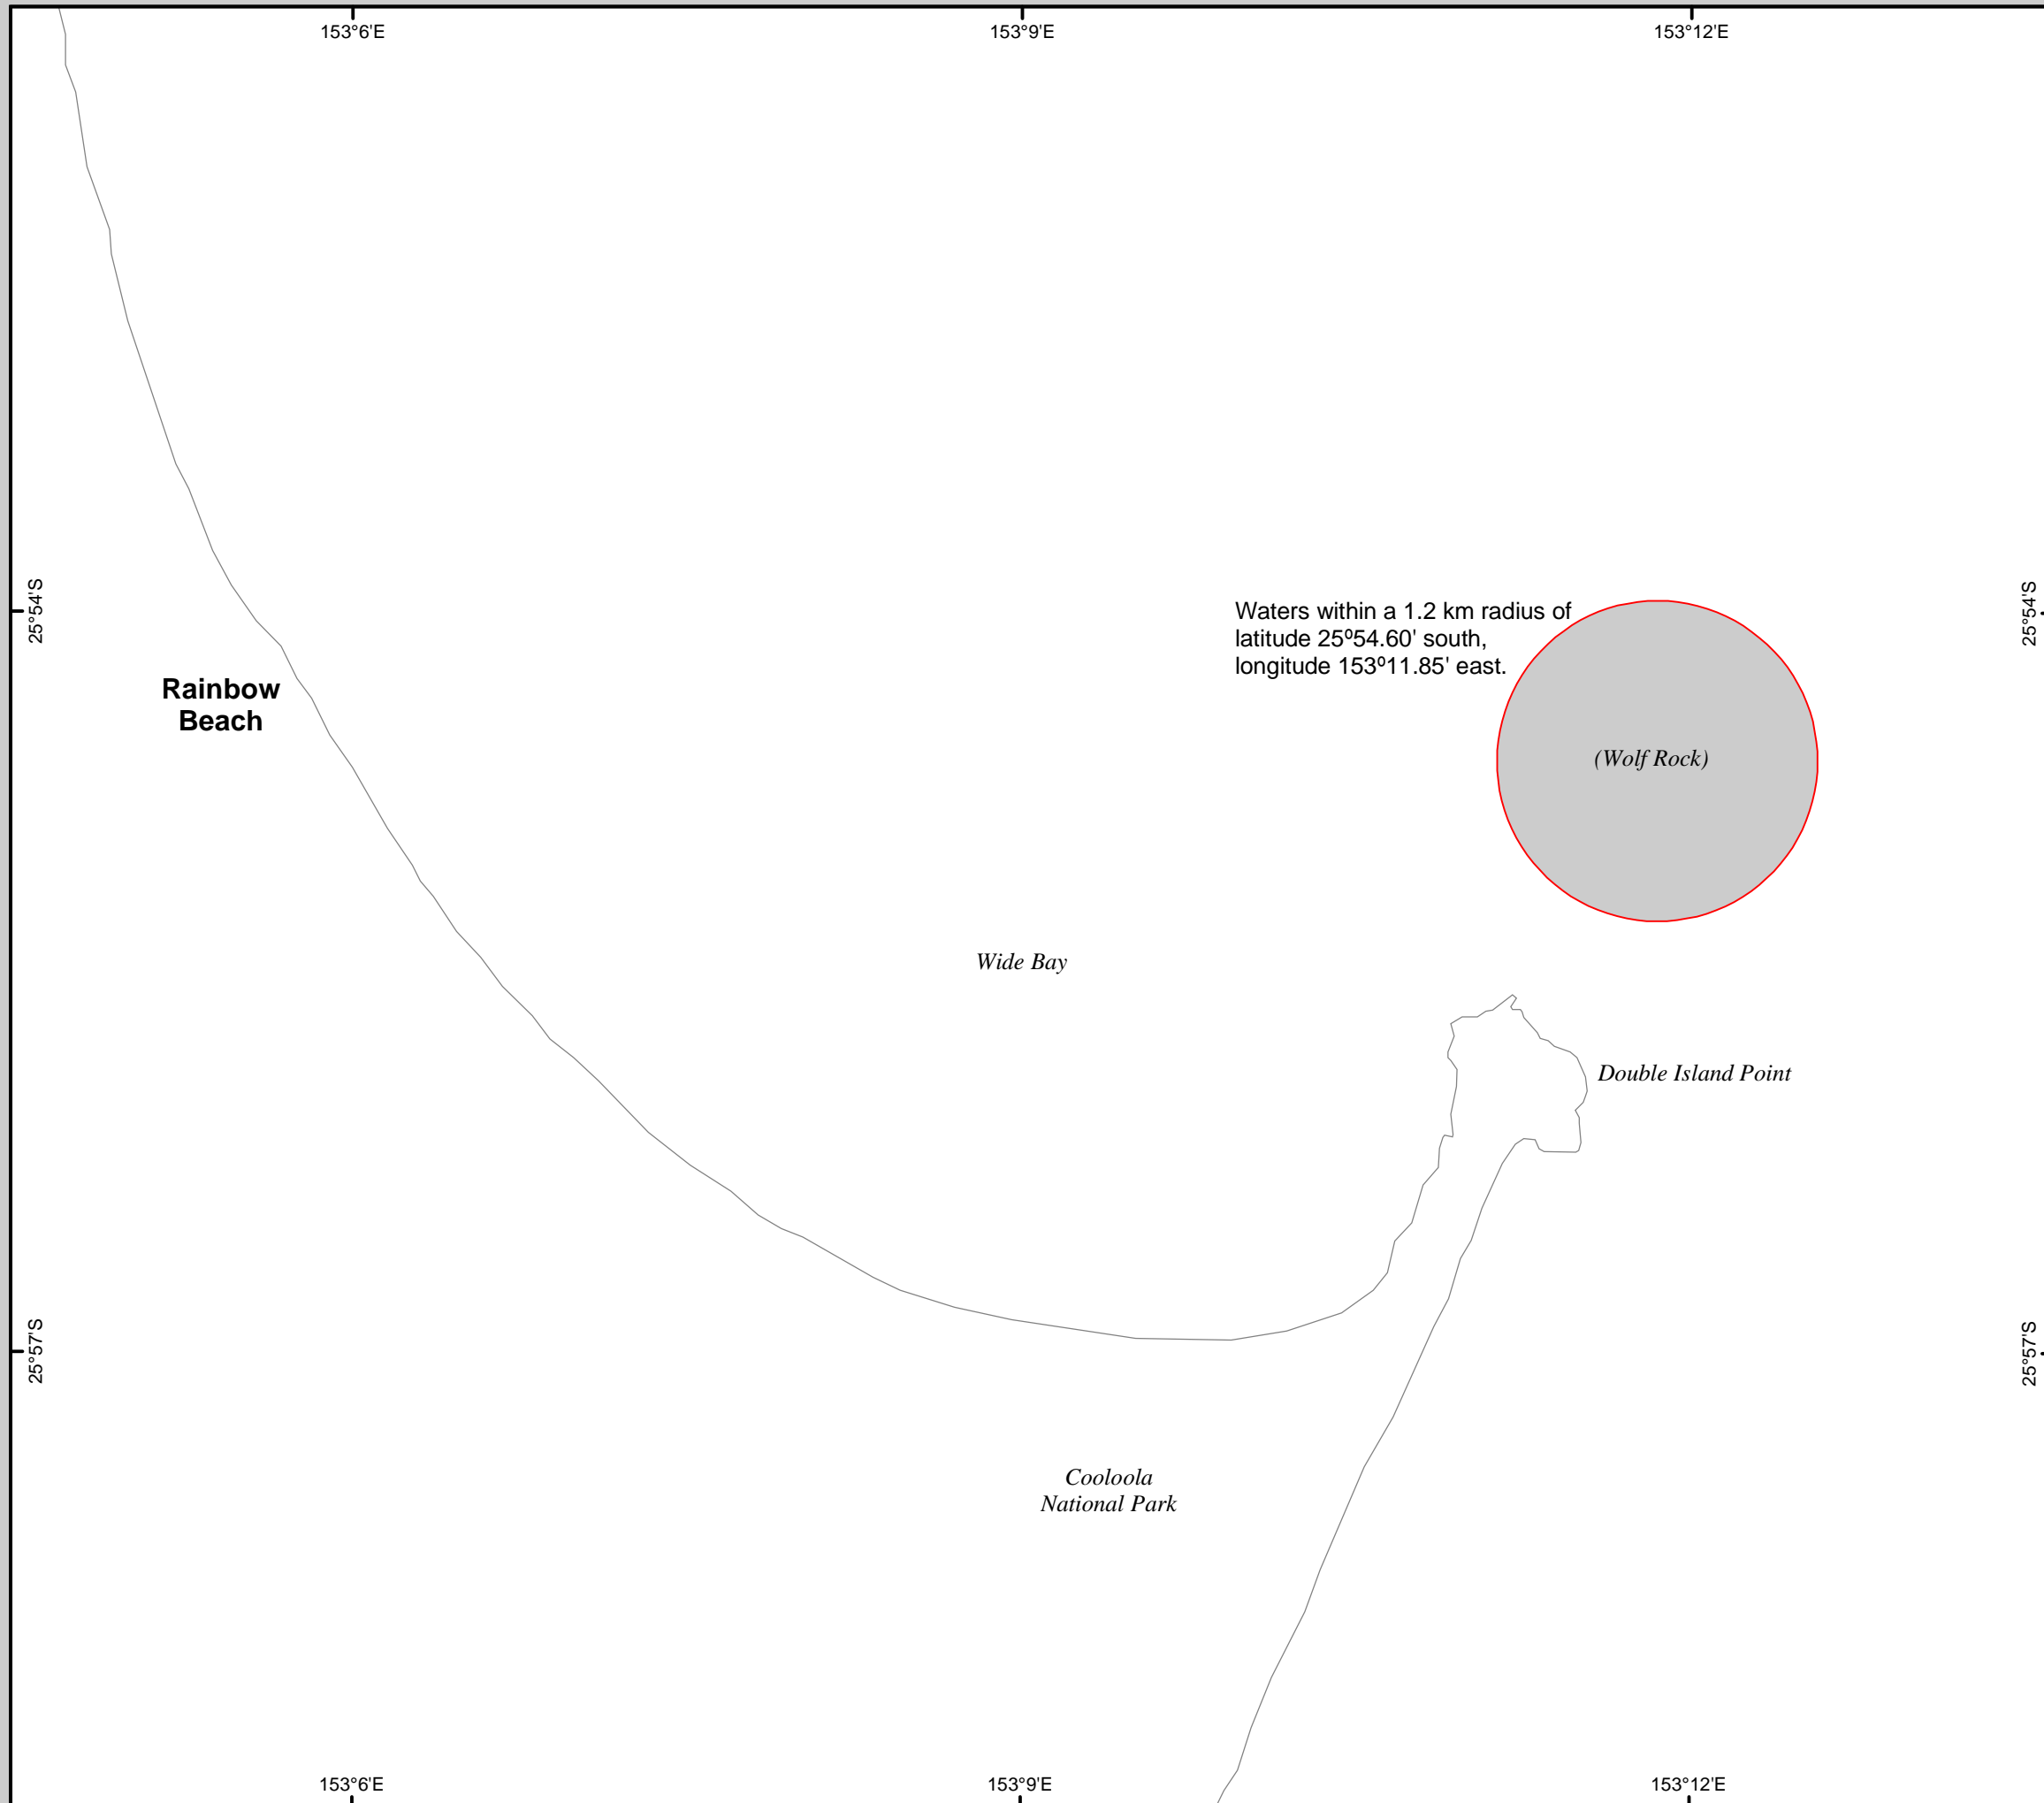 153°6'E
153°9'E
153°12'E
25°54'S
25°54'S
Waters within a 1.2 km radius of
latitude 25º54.60' south,
longitude 153º11.85' east.
Rainbow
Beach
(Wolf Rock)
Wide Bay
Double Island Point
25°57'S
25°57'S
Cooloola
National Park
153°6'E
153°9'E
153°12'E